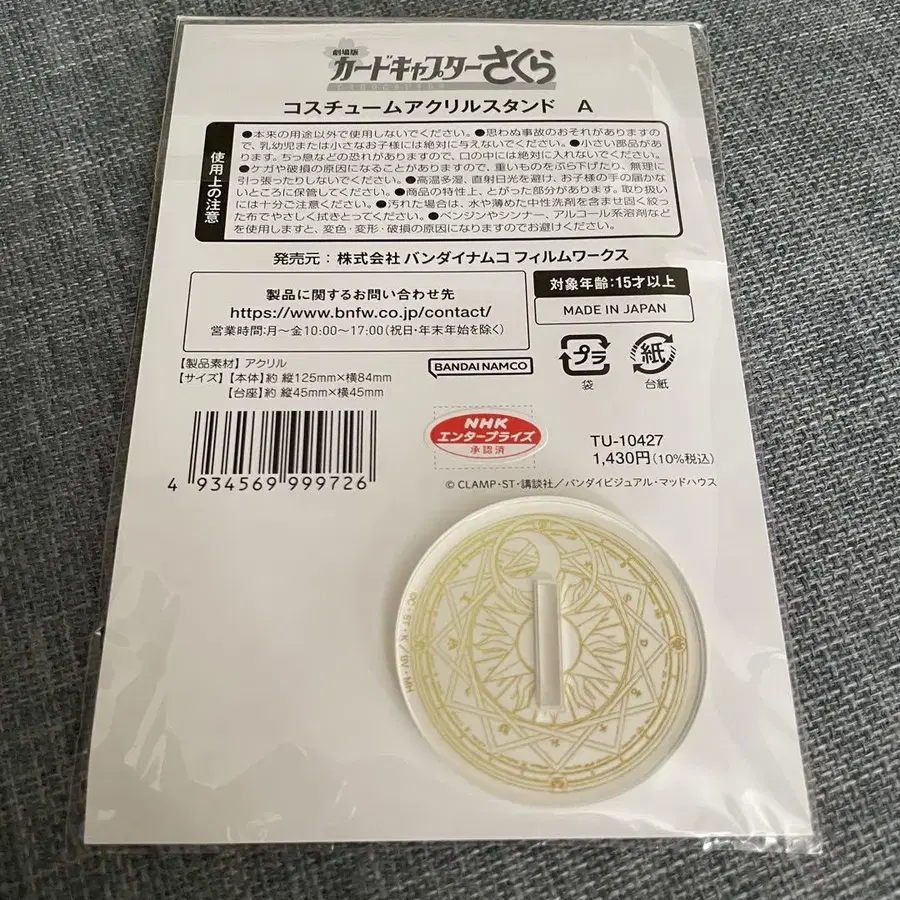 劇場版
カードキャプターさくら
コスチュームアクリルスタンド A
使用上の注意
●本来の用途以外で使用しないでください。●思わぬ事故のおそれがありますの
で、乳幼児または小さなお子様には絶対に与えないでください。●小さい部品があ
ります。ちっ息などの恐れがありますので、口の中には絶対に入れないでください。
●ケガや破損の原因になることがありますので、重いものをぶら下げたり、無理に
引っ張ったりしないでください。●高温多湿、直射日光を避け、お子様の手の届かな
いところに保管してください。●商品の特性上、とがった部分があります。取り扱い
には十分ご注意ください。●汚れた場合は、水や薄めた中性洗剤を含ませ固く絞っ
た布でやさしく拭きとってください。●ベンジンやシンナー、アルコール系溶剤など
を使用しますと、変色・変形・破損の原因になりますのでお避けください。
発売元:株式会社 バンダイナムコ フィルムワークス
製品に関するお問い合わせ先
https://www.bnfw.co.jp/contact/
営業時間:月〜金10:00〜17:00(祝日・年末年始を除く)
対象年齢:15才以上
MADE IN JAPAN
【製品素材】アクリル
【サイズ】【本体】約 縦125mm×横84mm
【台座】約 縦45mm×横45mm
BANDAI NAMCO
プラ
袋
紙
台紙
NHK
エンタープライズ
承認済
TU-10427
1,430円(10%税込)
4 934569 999726
© CLAMP・ST・講談社/バンダイビジュアル・マッドハウス
©C・ST・K/BV・MH